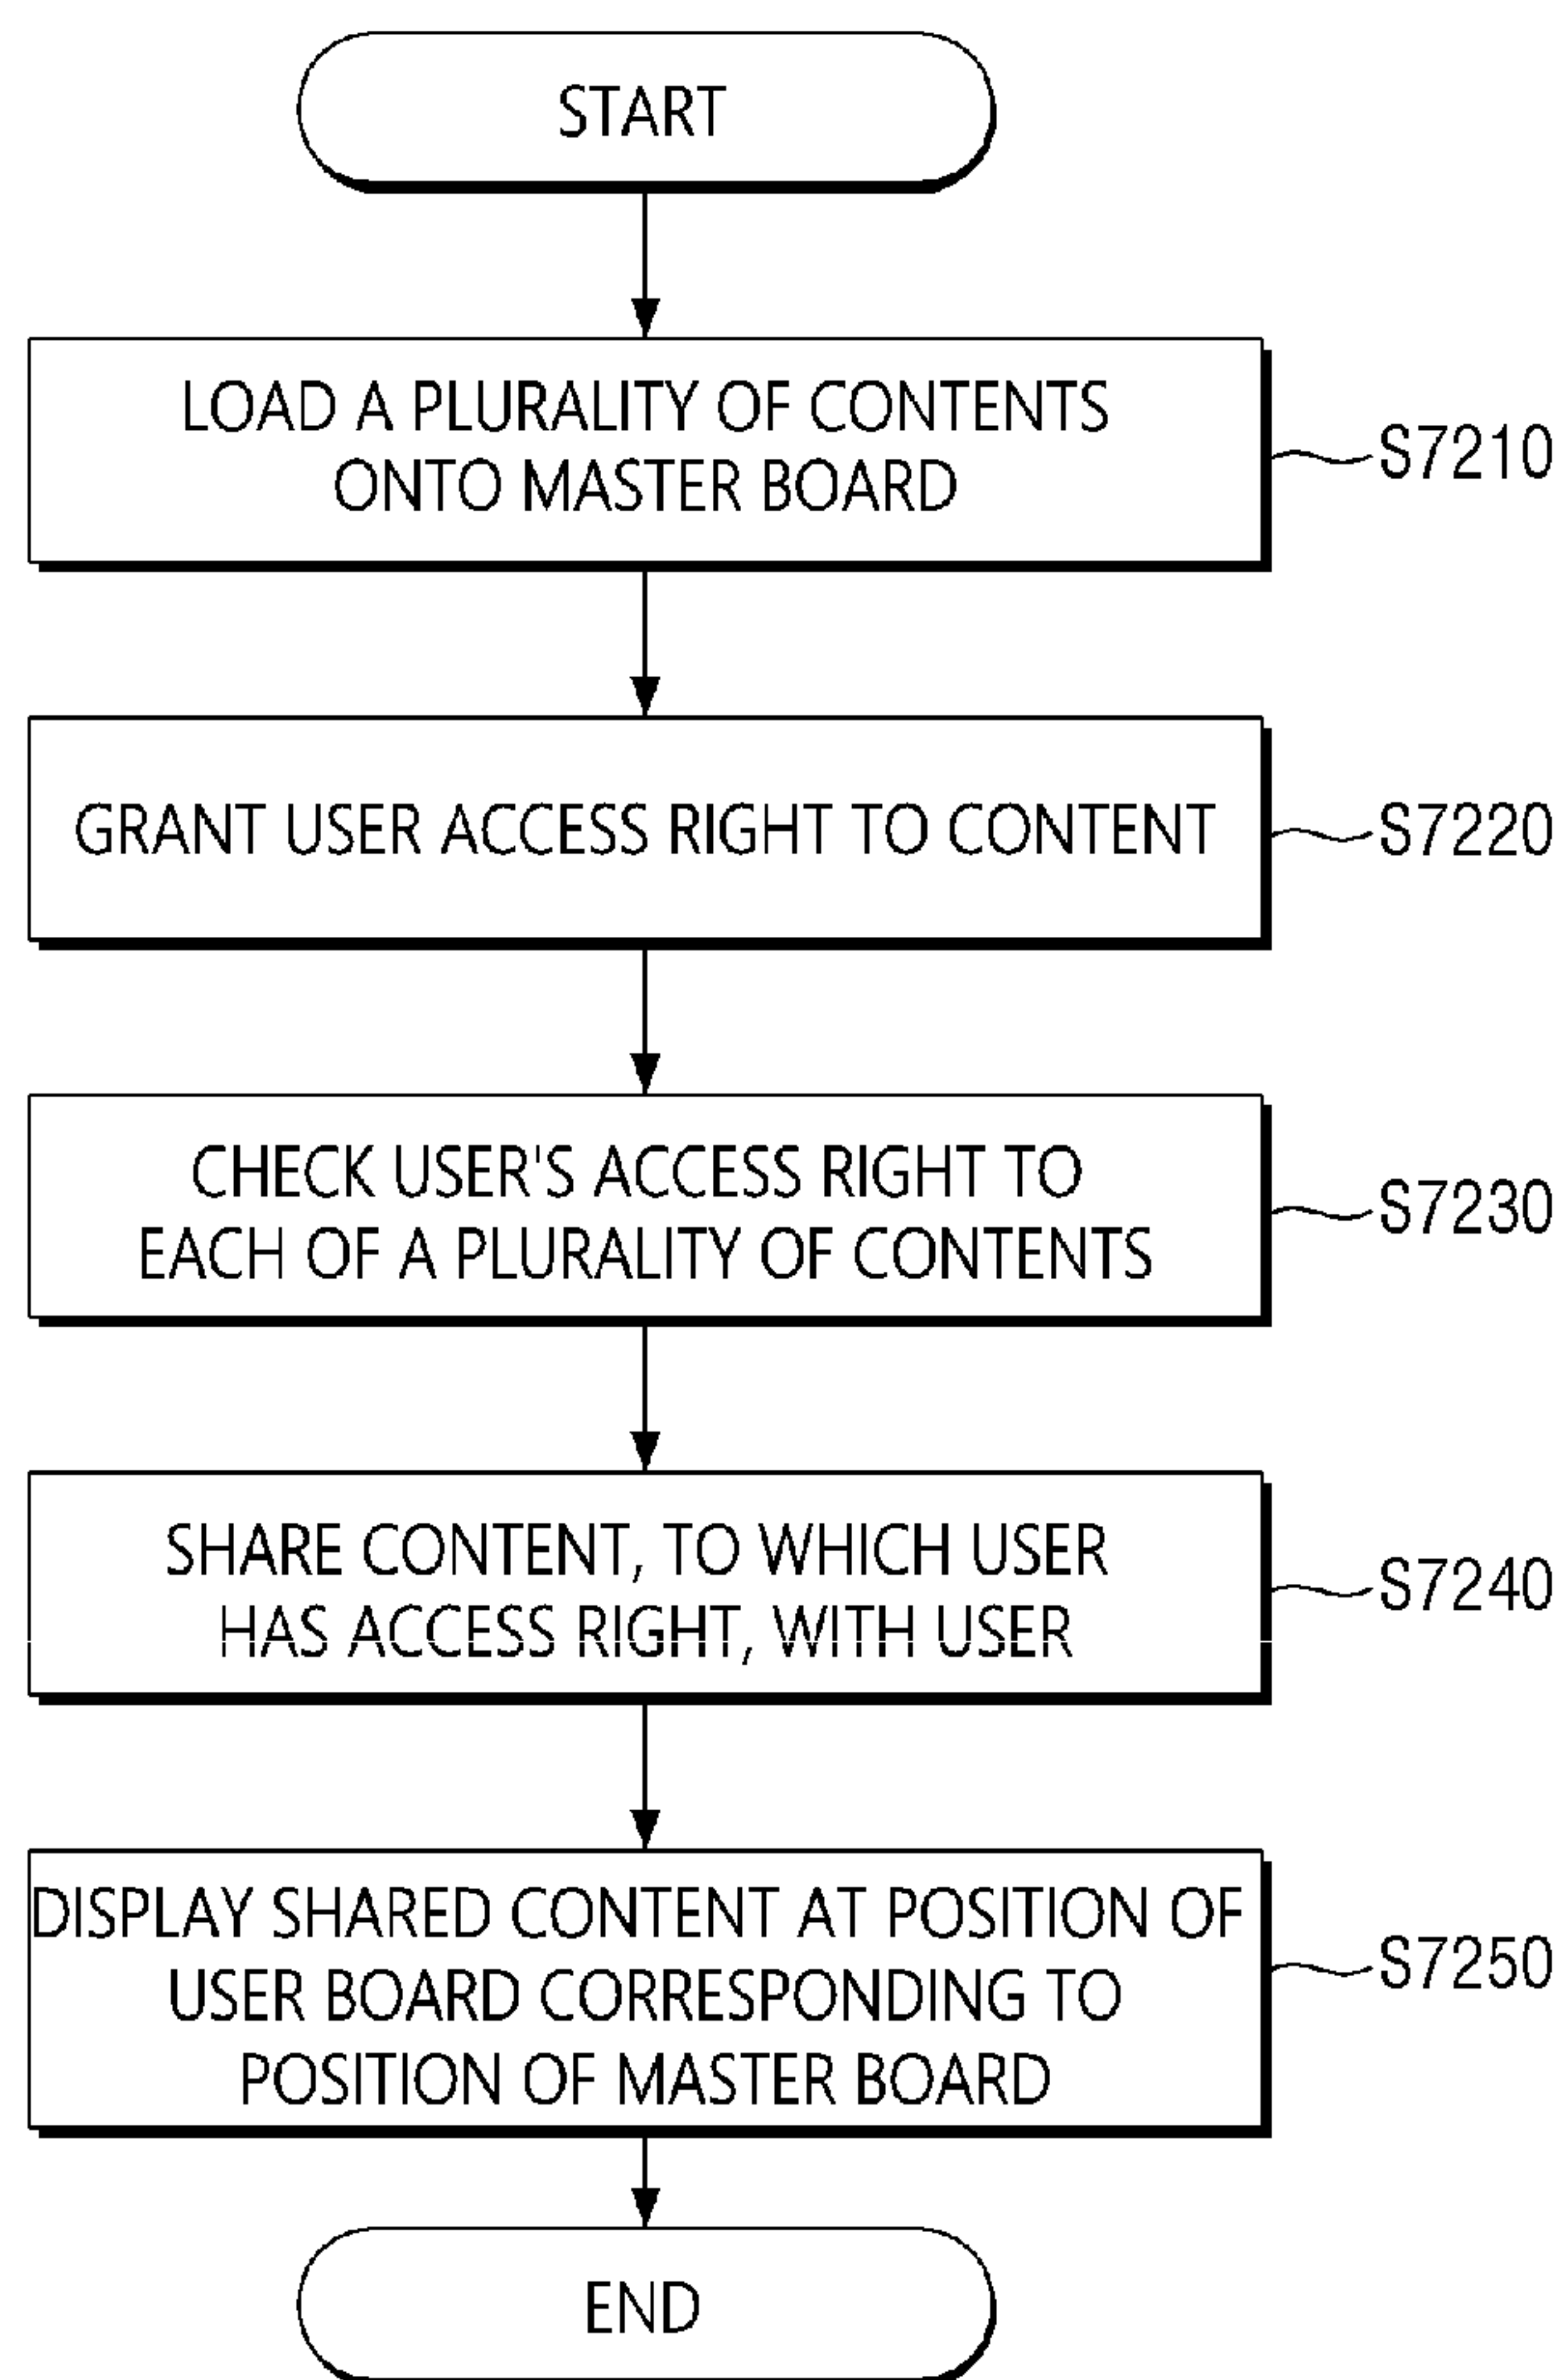 START
LOAD A PLURALITY OF CONTENTS
ONTO MASTER BOARD
S7210
GRANT USER ACCESS RIGHT TO CONTENT
S7220
CHECK USER'S ACCESS RIGHT TO
EACH OF A PLURALITY OF CONTENTS
S7230
SHARE CONTENT, TO WHICH USER
HAS ACCESS RIGHT, WITH USER
S7240
DISPLAY SHARED CONTENT AT POSITION OF
USER BOARD CORRESPONDING TO
POSITION OF MASTER BOARD
S7250
END